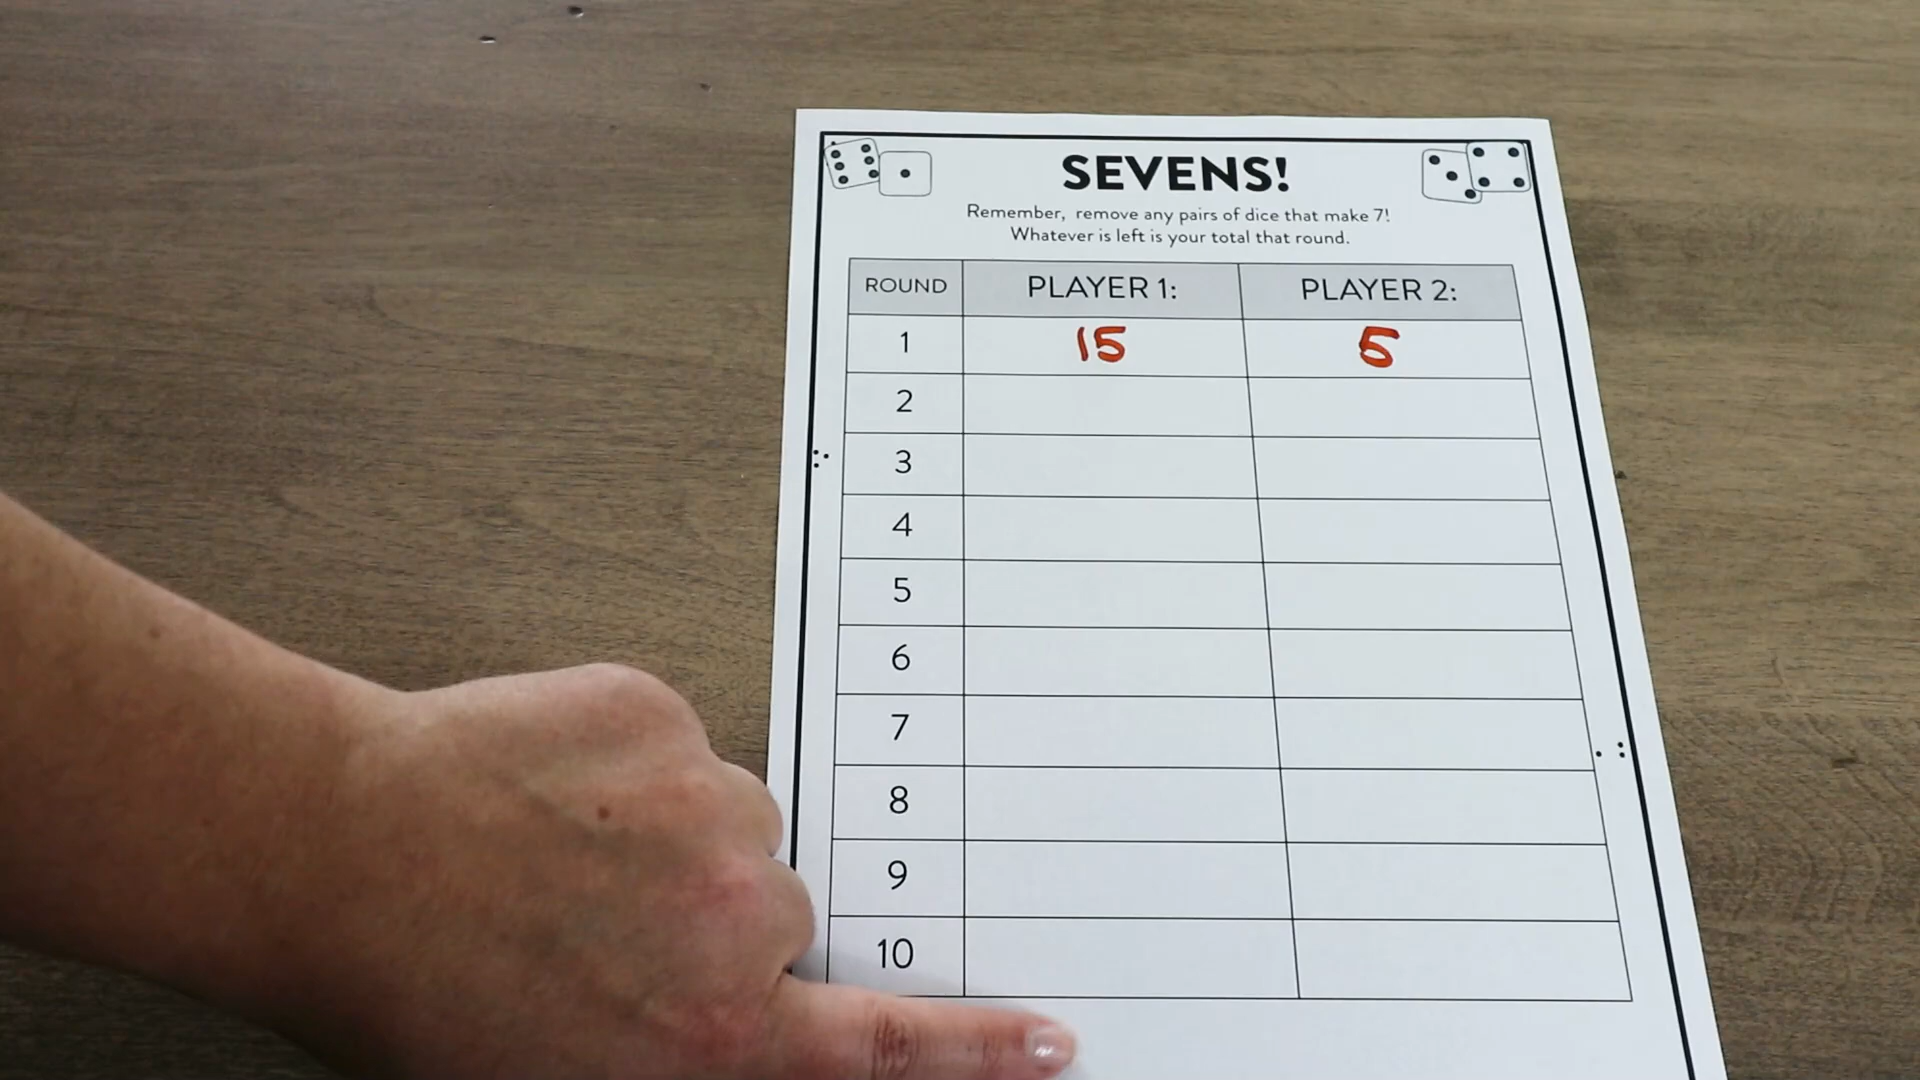 SEVENS!
Remember, remove any pairs of dice that make 7!
Whatever is left is your total that round.
ROUND PLAYER 1: PLAYER 2:
1 15 5
2
3
4
5
6
7
8
9
10